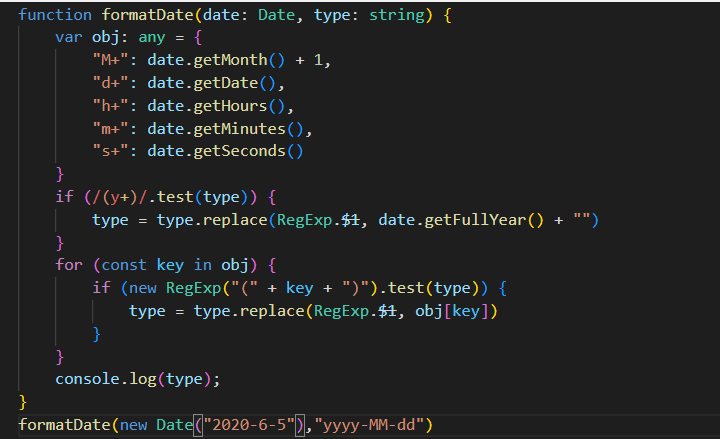 function formatDate(date: Date, type: string) {
    var obj: any = {
        "M+": date.getMonth() + 1,
        "d+": date.getDate(),
        "h+": date.getHours(),
        "m+": date.getMinutes(),
        "s+": date.getSeconds()
    }
    if (/(y+)/.test(type)) {
        type = type.replace(RegExp.$1, date.getFullYear() + "")
    }
    for (const key in obj) {
        if (new RegExp("(" + key + ")").test(type)) {
            type = type.replace(RegExp.$1, obj[key])
        }
    }
    console.log(type);
}
formatDate(new Date("2020-6-5"),"yyyy-MM-dd")